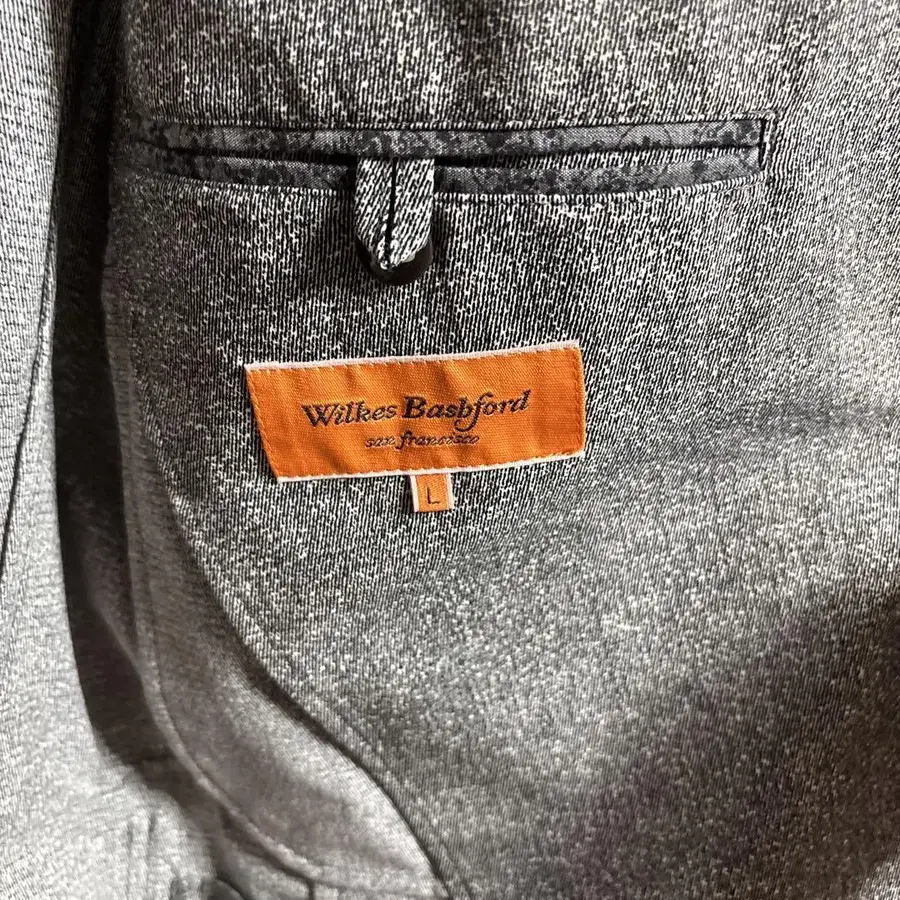 Wilkes Bashford
san francisco
L